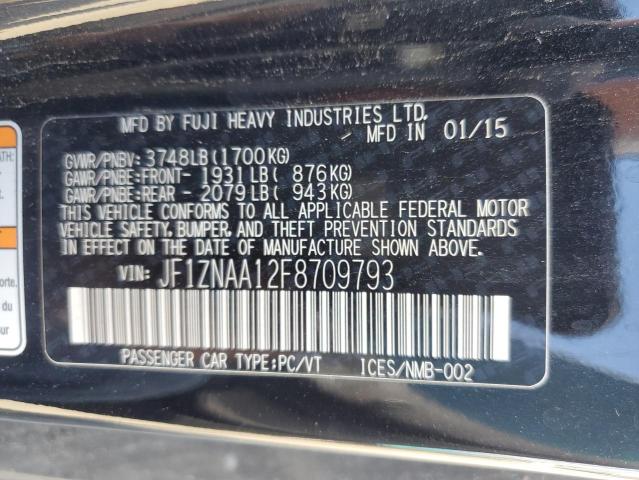 MFD BY FUJI HEAVY INDUSTRIES LTD.
MFD IN 01/15
GVWR/PNBV: 3748LB(1700KG)
GAWR/PNBE:FRONT- 1931LB( 876KG)
GAWR/PNBE:REAR - 2079LB( 943KG)
THIS VEHICLE CONFORMS TO ALL APPLICABLE FEDERAL MOTOR
VEHICLE SAFETY, BUMPER, AND THEFT PREVENTION STANDARDS
IN EFFECT ON THE DATE OF MANUFACTURE SHOWN ABOVE.
VIN: JF1ZNAA12F8709793
PASSENGER CAR TYPE:PC/VT ICES/NMB-002
orte.
du
sur